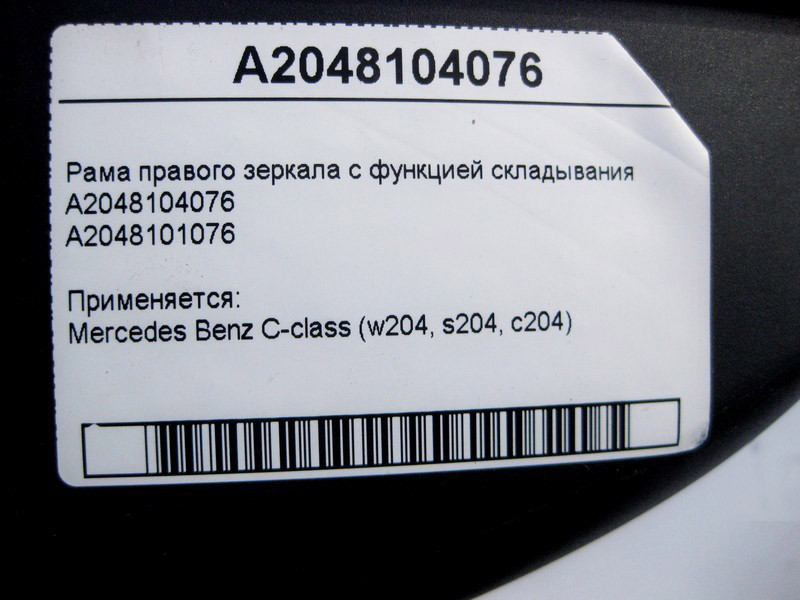 A2048104076
Рама правого зеркала с функцией складывания
A2048104076
A2048101076
Применяется:
Mercedes Benz C-class (w204, s204, c204)